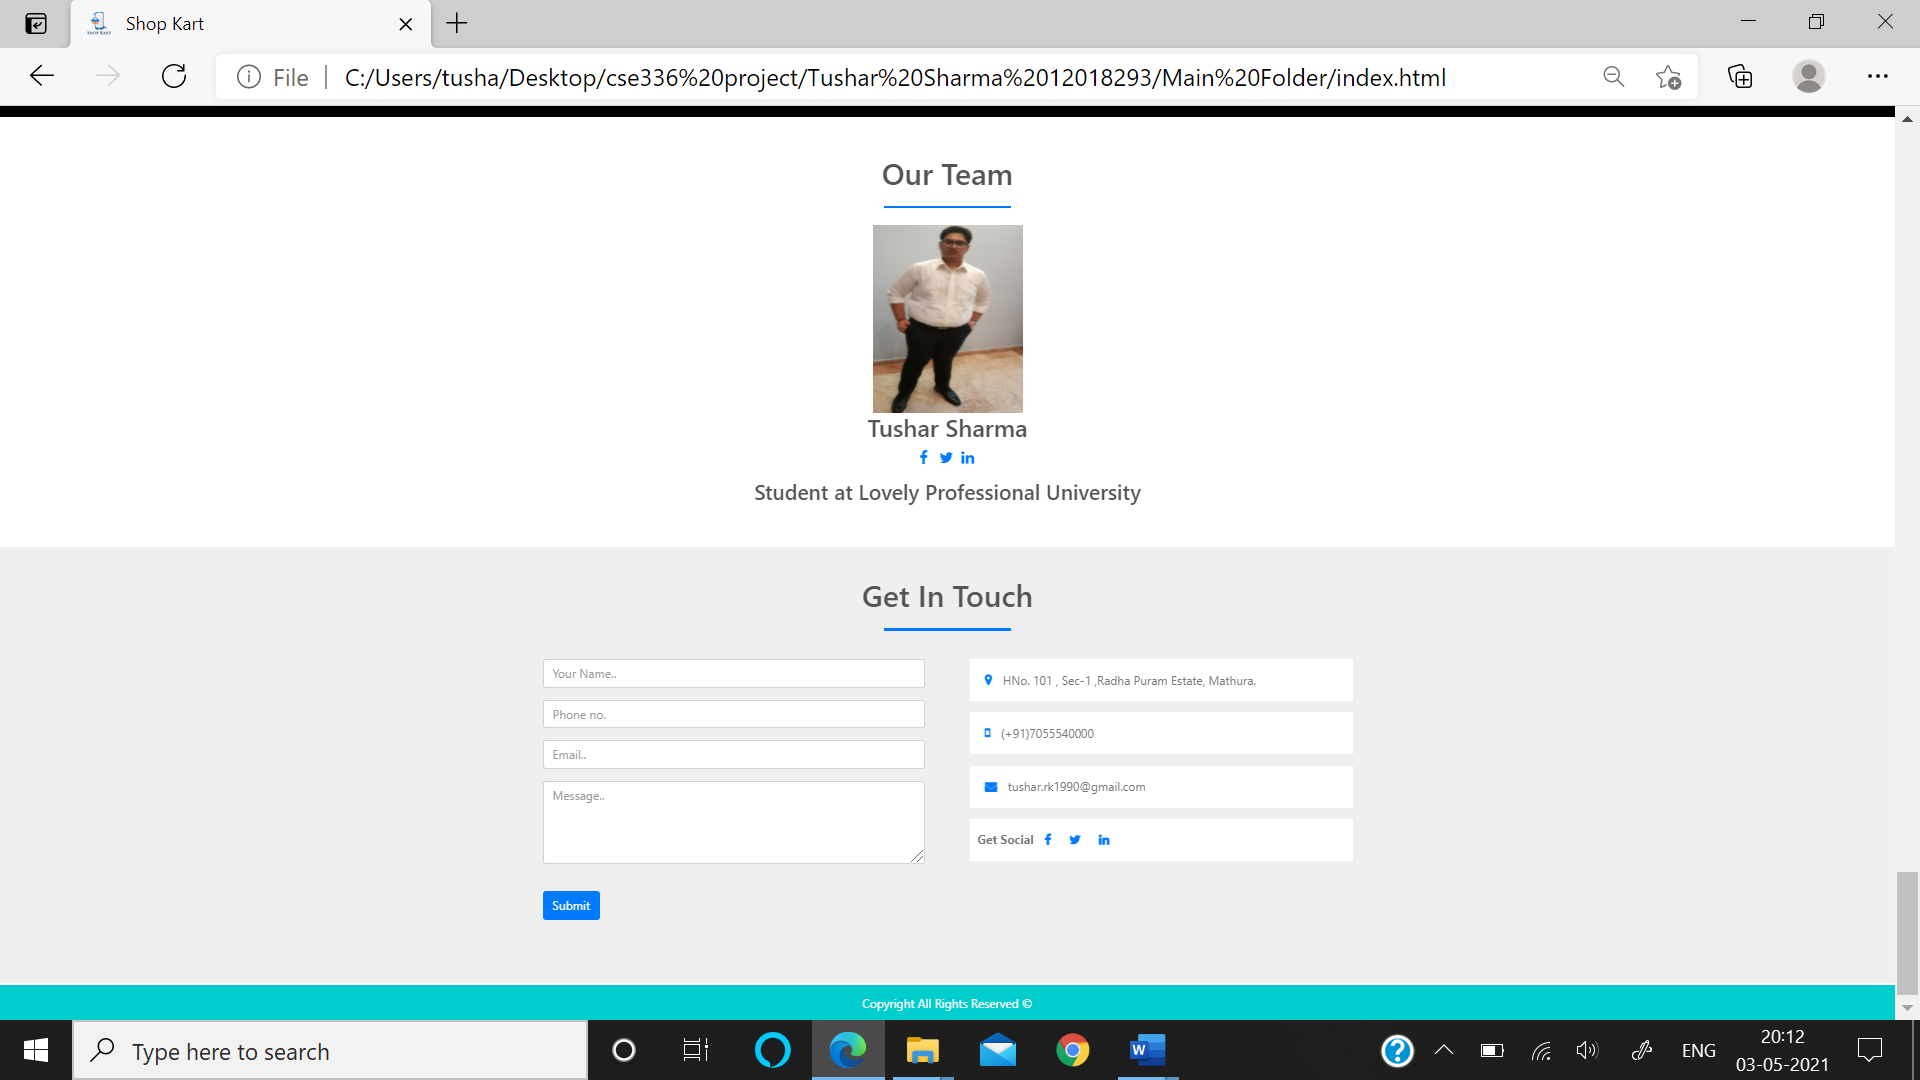 Shop Kart
File
C:/Users/tusha/Desktop/cse336%20project/Tushar%20Sharma%2012018293/Main%20Folder/index.html
Our Team
Tushar Sharma
Student at Lovely Professional University
Get In Touch
Your Name..
Phone no.
Email..
Message..
Submit
HNo. 101 , Sec-1 ,Radha Puram Estate, Mathura.
(+91)7055540000
tushar.rk1990@gmail.com
Get Social
Copyright All Rights Reserved ©
Type here to search
ENG
20:12
03-05-2021